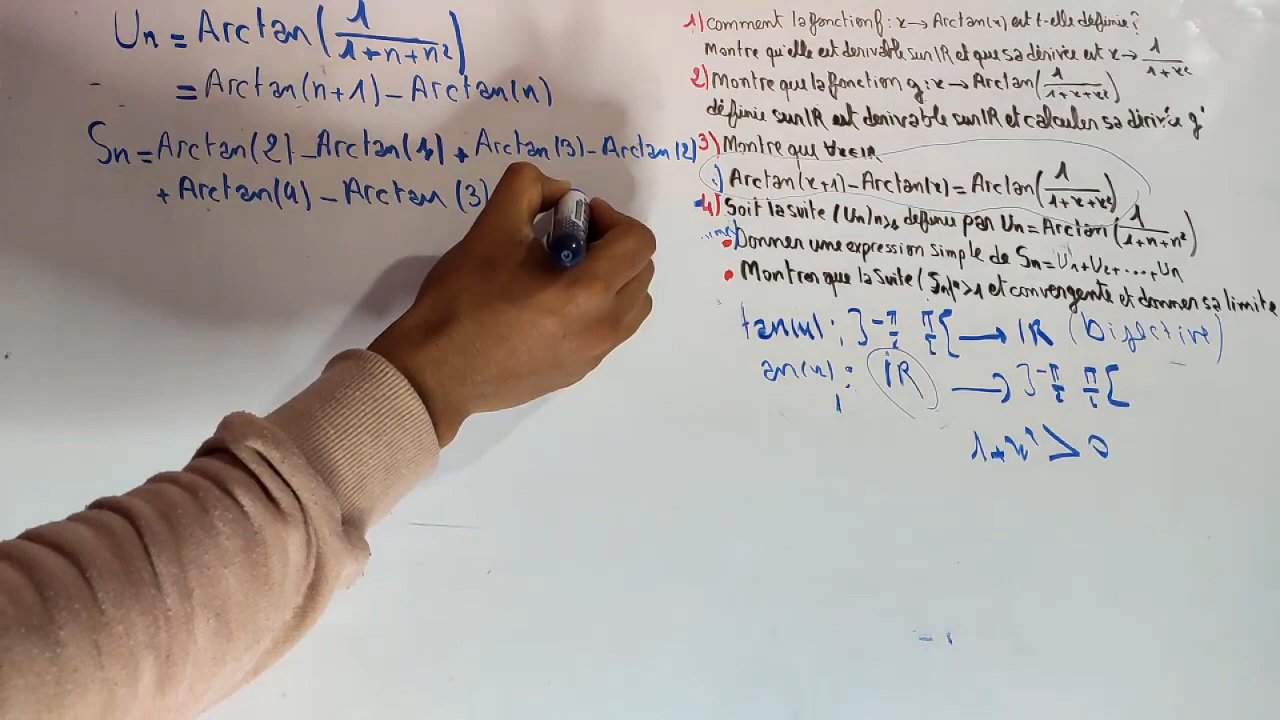 Un = Arctan(1/(1+n+n²))
= Arctan(n+1) - Arctan(n)
Sn = Arctan(2) - Arctan(1) + Arctan(3) - Arctan(2)
+ Arctan(4) - Arctan(3)
1) Comment la fonction f: x → Arctan(x) est t-elle définie?
Montre qu'elle est derivable sur IR et que sa dérivée est x → 1/(1+x²)
2) Montre que la fonction g: x → Arctan(1/(1+x+x²))
définie sur IR est derivable sur IR et calculer sa dérivée g'
3) Montre que ∀x∈IR
Arctan(x+1) - Arctan(x) = Arctan(1/(1+x+x²))
4) Soit la suite (Un)n≥1 definie par Un = Arctan(1/(1+n+n²))
• Donner une expression simple de Sn = U1+U2+...+Un
• Montrer que la suite (Sn)n≥1 et convergente et donner sa limite
tan(x): ]-π/2 π/2[ → IR (Bijective)
an(x): IR → ]-π/2 π/2[
1+x² > 0